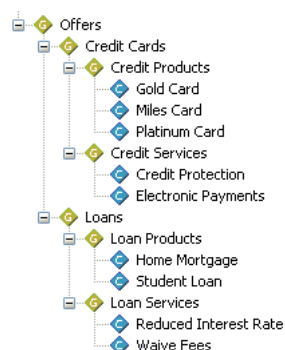 G Offers
G Credit Cards
G Credit Products
C Gold Card
C Miles Card
C Platinum Card
G Credit Services
C Credit Protection
C Electronic Payments
G Loans
G Loan Products
C Home Mortgage
C Student Loan
G Loan Services
C Reduced Interest Rate
C Waive Fees